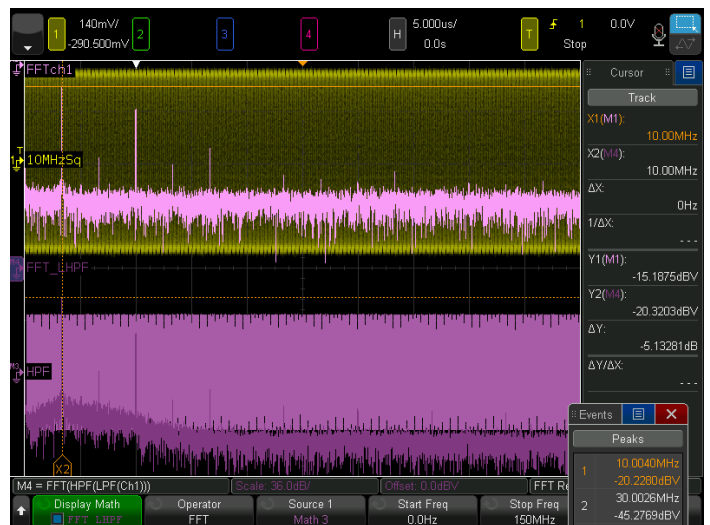 1 140mV/ 2 3 4 H 5.000us/ T 1 0.0V
-290.500mV 0.0s Stop
FFTch1
10MHzSq
FFT_LHPF
HPF
X2
Cursor
Track
X1(M1):
10.00MHz
X2(M4):
10.00MHz
ΔX:
0Hz
1/ΔX:
---
Y1(M1):
-15.1875dBV
Y2(M4):
-20.3203dBV
ΔY:
-5.13281dB
ΔY/ΔX:
---
Events
Peaks
1 10.0040MHz
-20.2280dBV
2 30.0026MHz
-45.2769dBV
M4 = FFT(HPF(LPF(Ch1))) Scale: 36.0dB/ Offset: 0.0dBV FFT Re
Display Math Operator Source 1 Start Freq Stop Freq
FFT_LHPF FFT Math 3 0.0Hz 150MHz